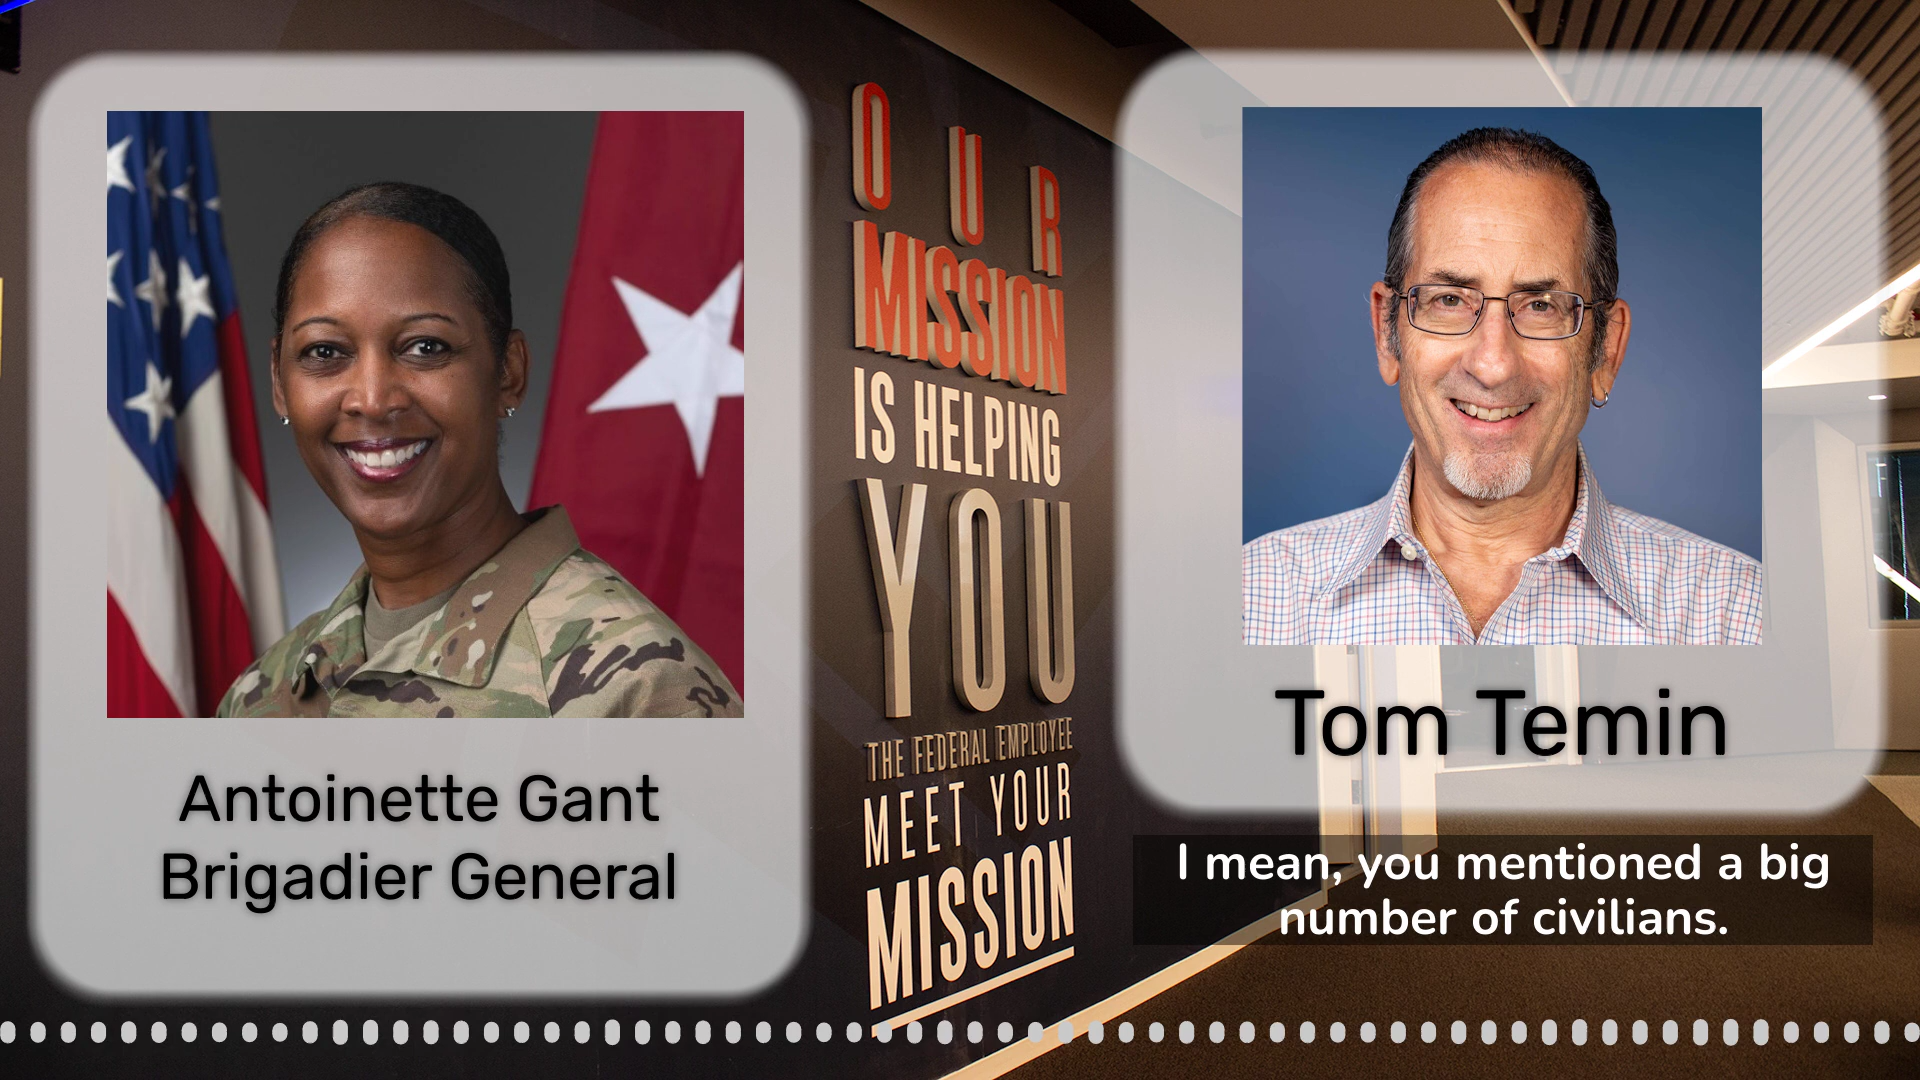 Antoinette Gant
Brigadier General
OUR
MISSION
IS HELPING
YOU
THE FEDERAL EMPLOYEE
MEET YOUR
MISSION
Tom Temin
I mean, you mentioned a big
number of civilians.